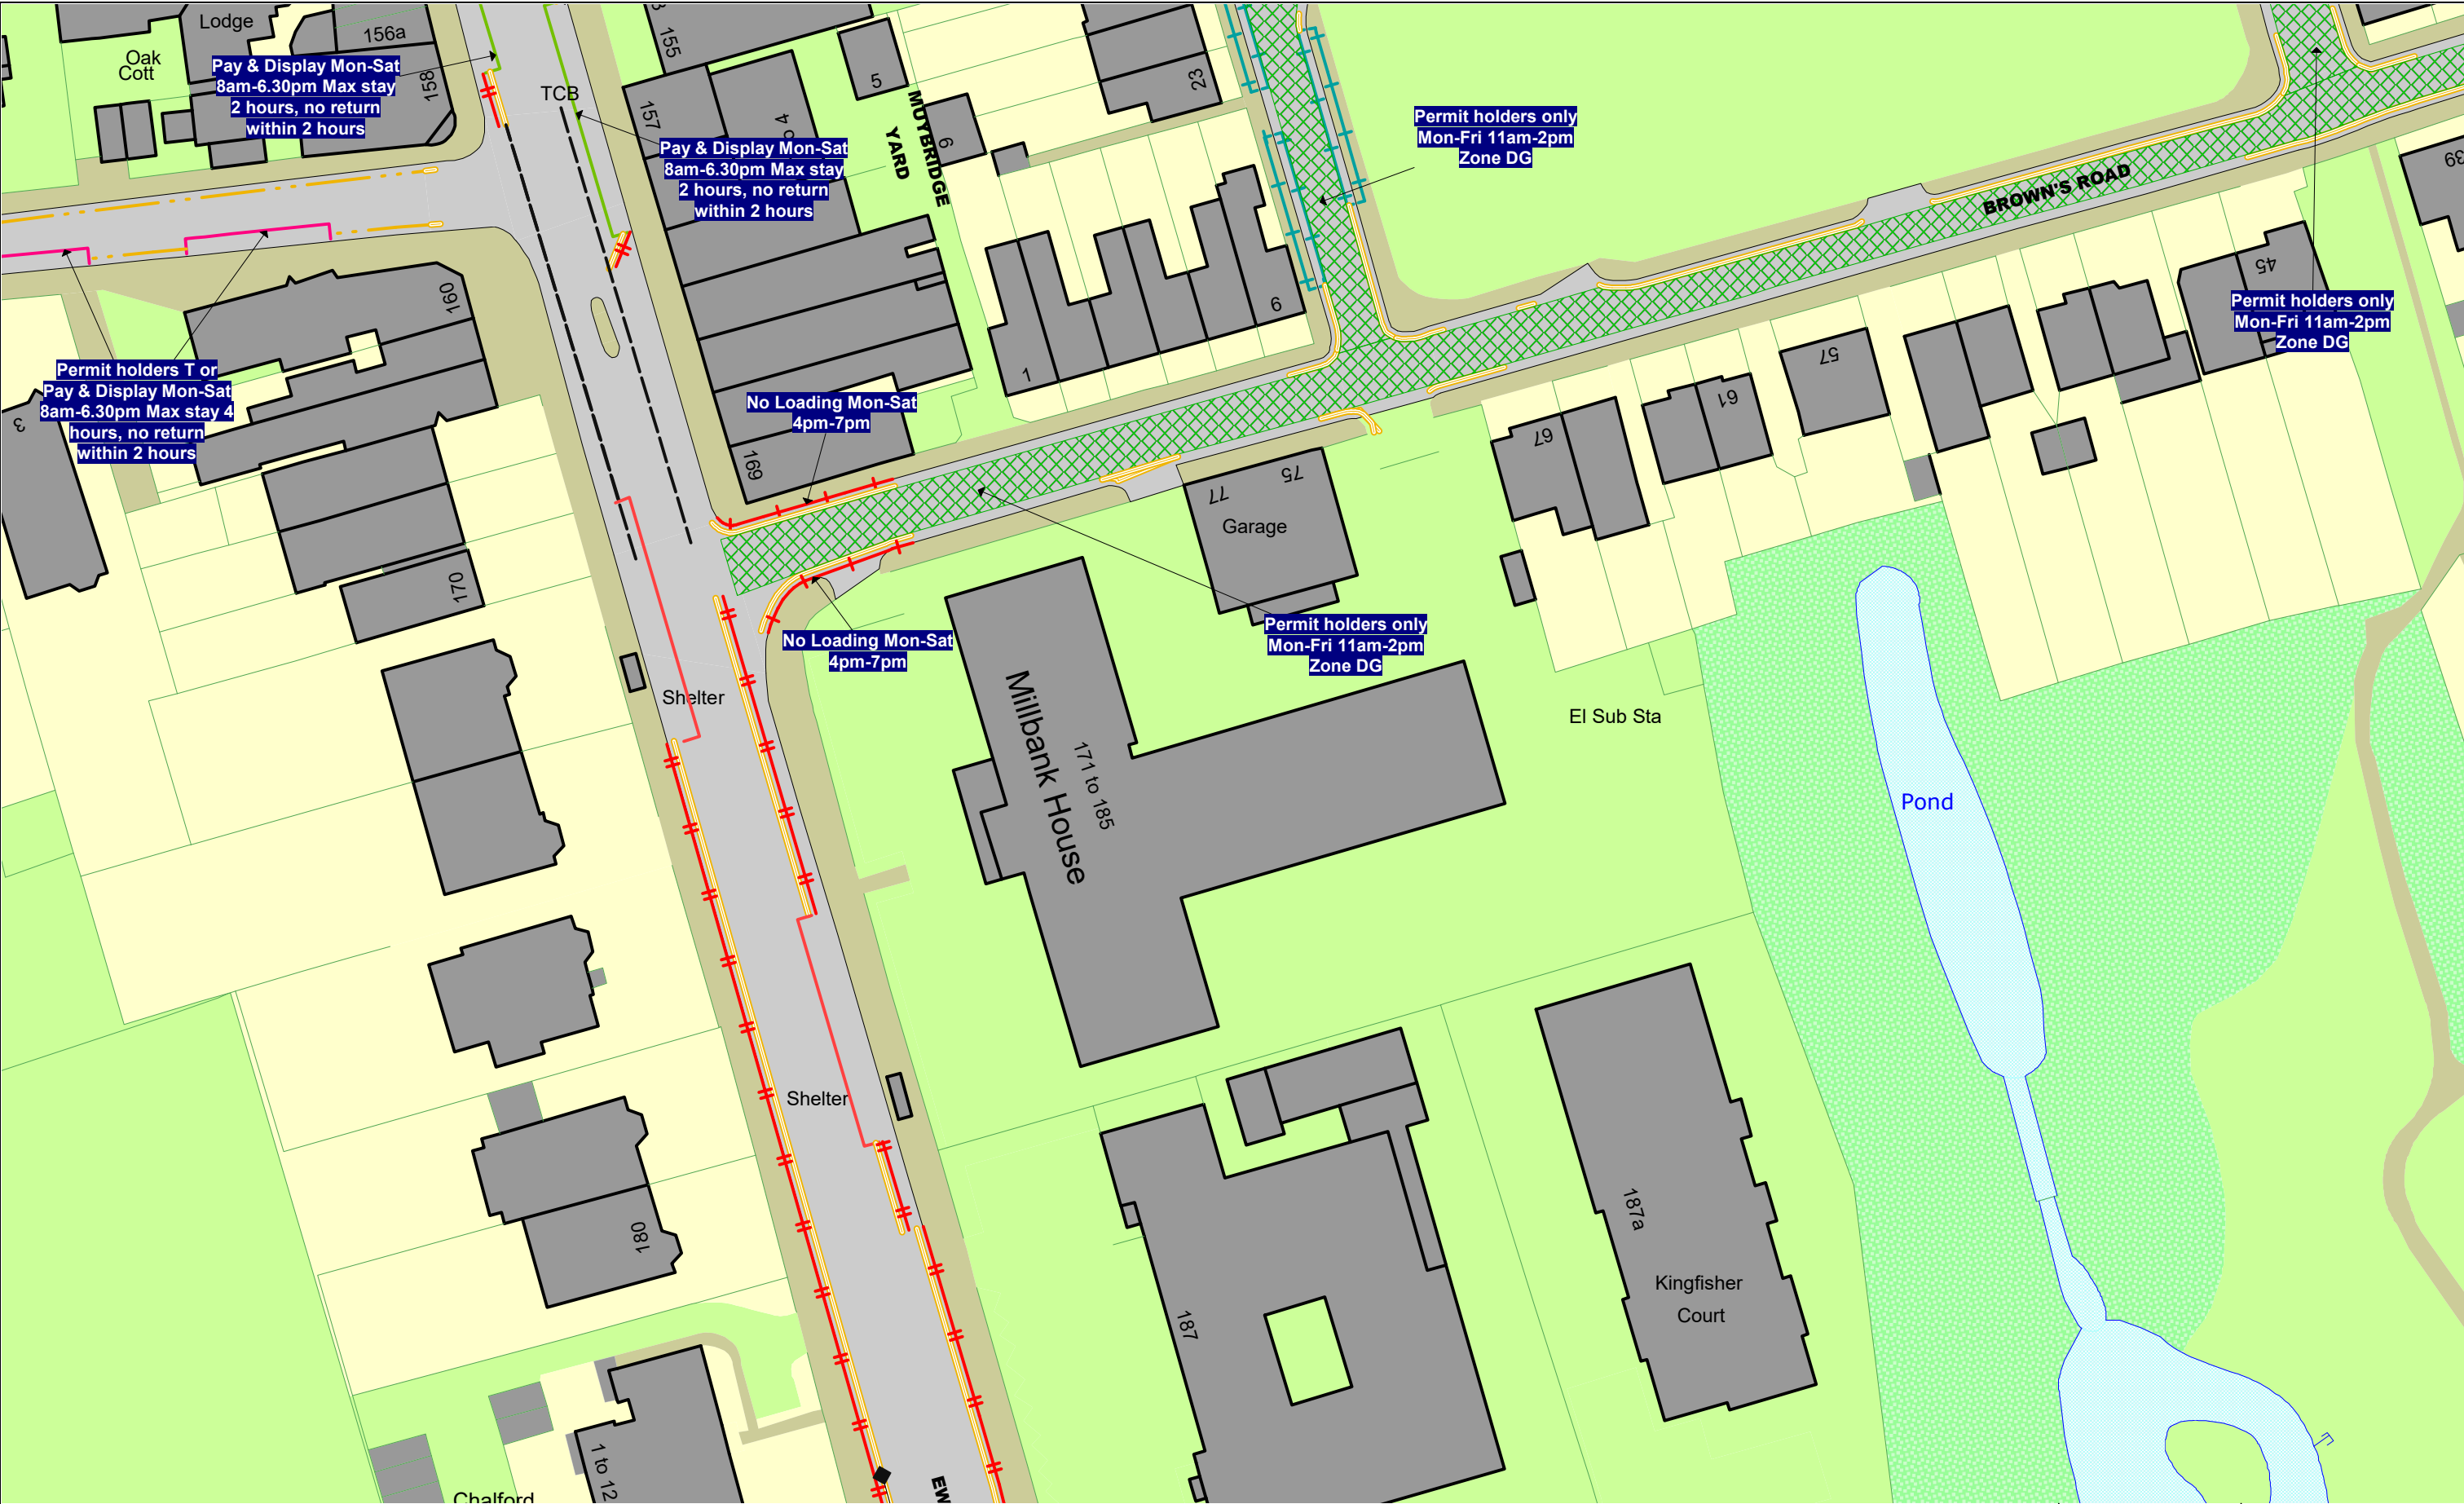 Lodge
156a
Oak
Cott
158
Pay & Display Mon-Sat
8am-6.30pm Max stay
2 hours, no return
within 2 hours
TCB
155
157
5
MUYBRIDGE
YARD
9
23
Pay & Display Mon-Sat
8am-6.30pm Max stay
2 hours, no return
within 2 hours
Permit holders only
Mon-Fri 11am-2pm
Zone DG
BROWN'S ROAD
39
45
Permit holders only
Mon-Fri 11am-2pm
Zone DG
160
1
9
57
61
67
Permit holders T or
Pay & Display Mon-Sat
8am-6.30pm Max stay 4
hours, no return
within 2 hours
3
No Loading Mon-Sat
4pm-7pm
169
75
77
Garage
170
No Loading Mon-Sat
4pm-7pm
Permit holders only
Mon-Fri 11am-2pm
Zone DG
Shelter
Millbank House
171 to 185
El Sub Sta
Pond
Shelter
180
187
187a
Kingfisher
Court
1 to 12
Chalford
EW